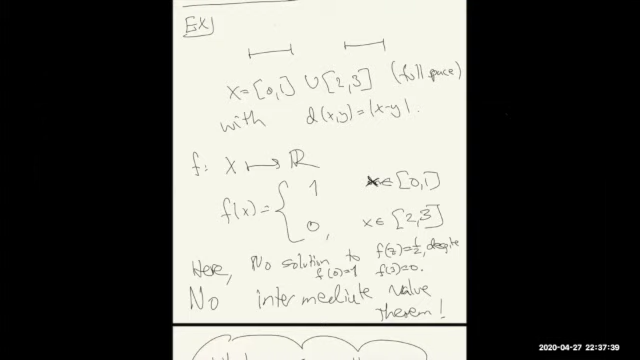 Ex)
X = [0,1] ∪ [2,3] (full space)
with d(x,y) = |x-y|.
f: X ⟼ ℝ
f(x) = { 1 x ∈ [0,1]
0, x ∈ [2,3]
Here, No solution to f(z)=1/2, despite
f(0)=1 f(3)=0.
No intermediate value
Theorem!
2020-04-27 22:37:39